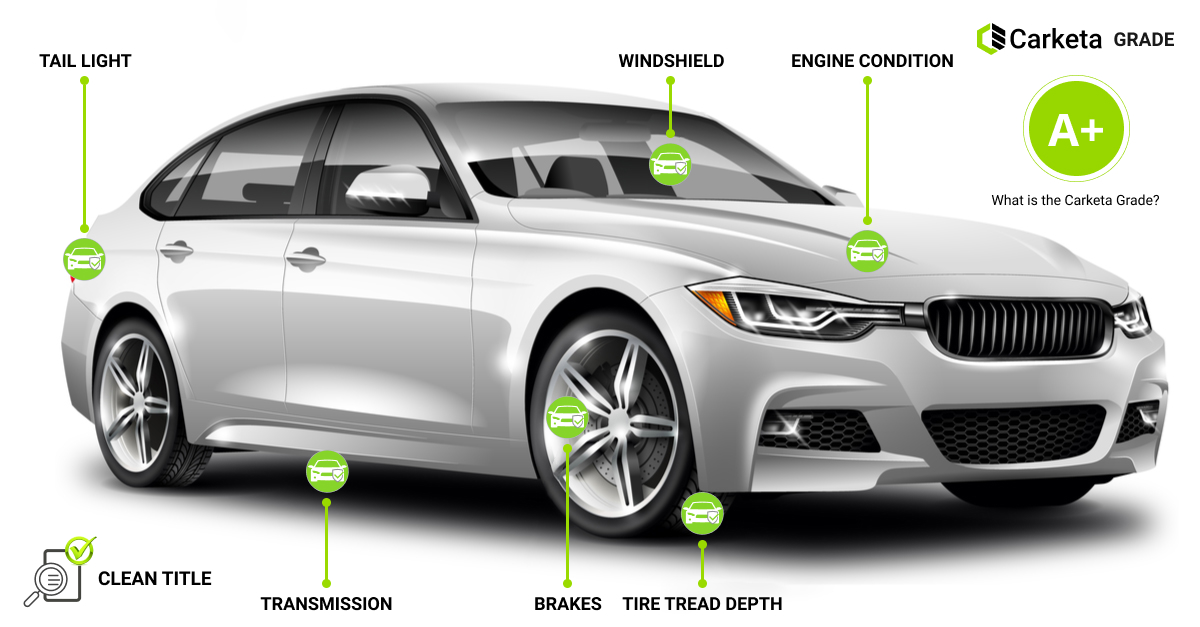 Carketa GRADE
TAIL LIGHT
WINDSHIELD
ENGINE CONDITION
A+
What is the Carketa Grade?
CLEAN TITLE
TRANSMISSION
BRAKES
TIRE TREAD DEPTH